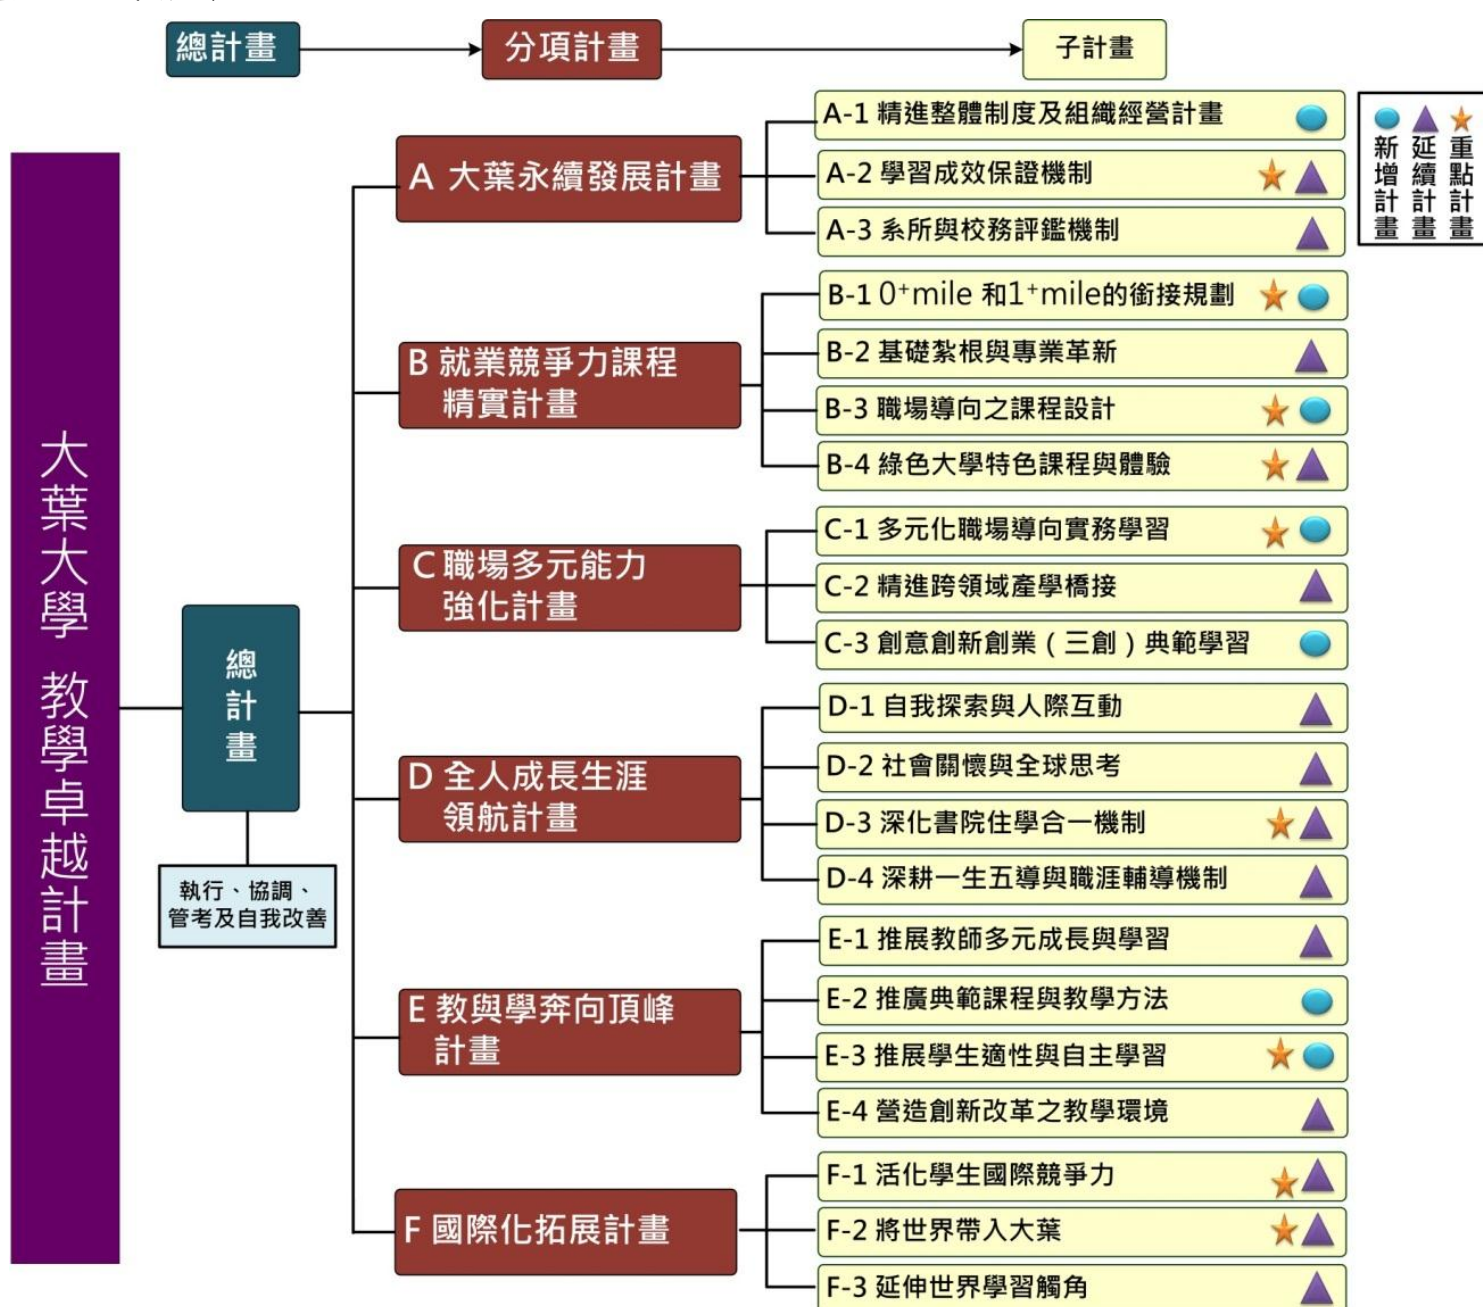 總計畫
分項計畫
子計畫
新增計畫
延續計畫
重點計畫
大葉大學 教學卓越計畫
總計畫
執行、協調、
管考及自我改善
A 大葉永續發展計畫
A-1 精進整體制度及組織經營計畫
A-2 學習成效保證機制
A-3 系所與校務評鑑機制
B 就業競爭力課程
精實計畫
B-1 0⁺mile 和1⁺mile的銜接規劃
B-2 基礎紮根與專業革新
B-3 職場導向之課程設計
B-4 綠色大學特色課程與體驗
C 職場多元能力
強化計畫
C-1 多元化職場導向實務學習
C-2 精進跨領域產學橋接
C-3 創意創新創業(三創)典範學習
D 全人成長生涯
領航計畫
D-1 自我探索與人際互動
D-2 社會關懷與全球思考
D-3 深化書院住學合一機制
D-4 深耕一生五導與職涯輔導機制
E 教與學奔向頂峰
計畫
E-1 推展教師多元成長與學習
E-2 推廣典範課程與教學方法
E-3 推展學生適性與自主學習
E-4 營造創新改革之教學環境
F 國際化拓展計畫
F-1 活化學生國際競爭力
F-2 將世界帶入大葉
F-3 延伸世界學習觸角